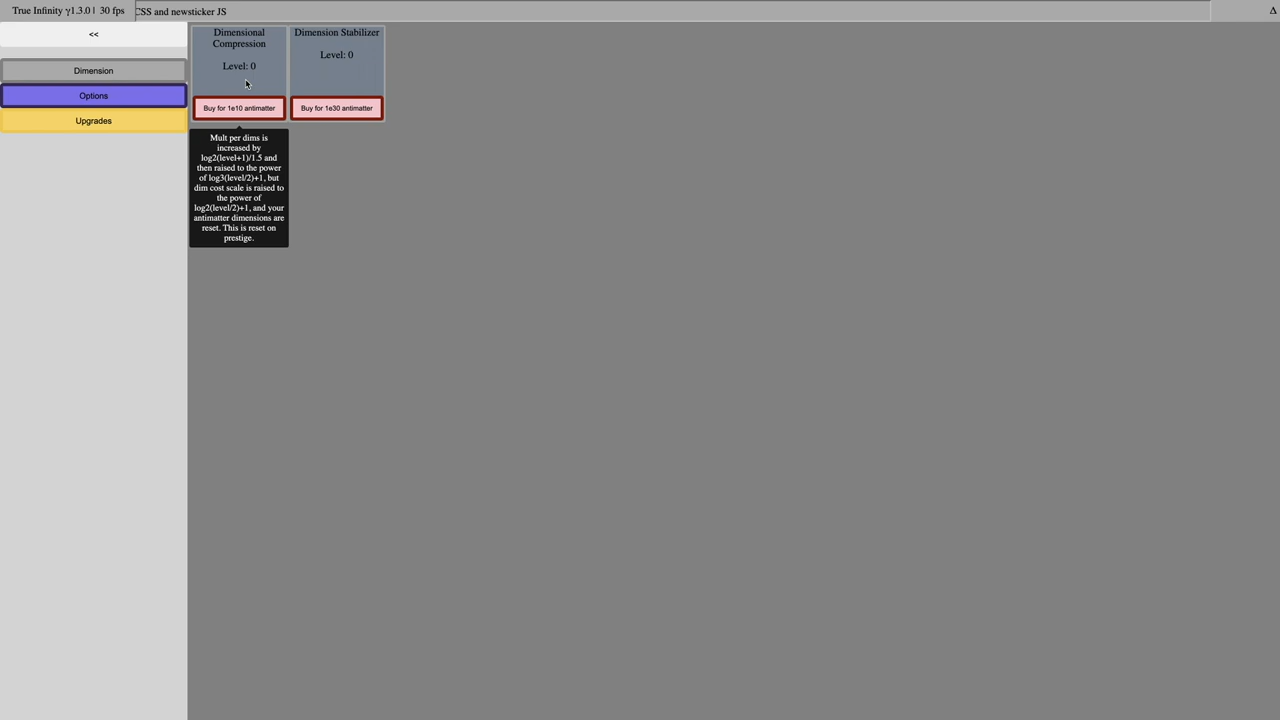 True Infinity γ1.3.0 | 30 fps
CSS and newsticker JS
Δ
<<
Dimension
Options
Upgrades
Dimensional
Compression
Level: 0
Buy for 1e10 antimatter
Dimension Stabilizer
Level: 0
Buy for 1e30 antimatter
Mult per dims is
increased by
log2(level+1)/1.5 and
then raised to the power
of log3(level/2)+1, but
dim cost scale is raised to
the power of
log2(level/2)+1, and your
antimatter dimensions are
reset. This is reset on
prestige.